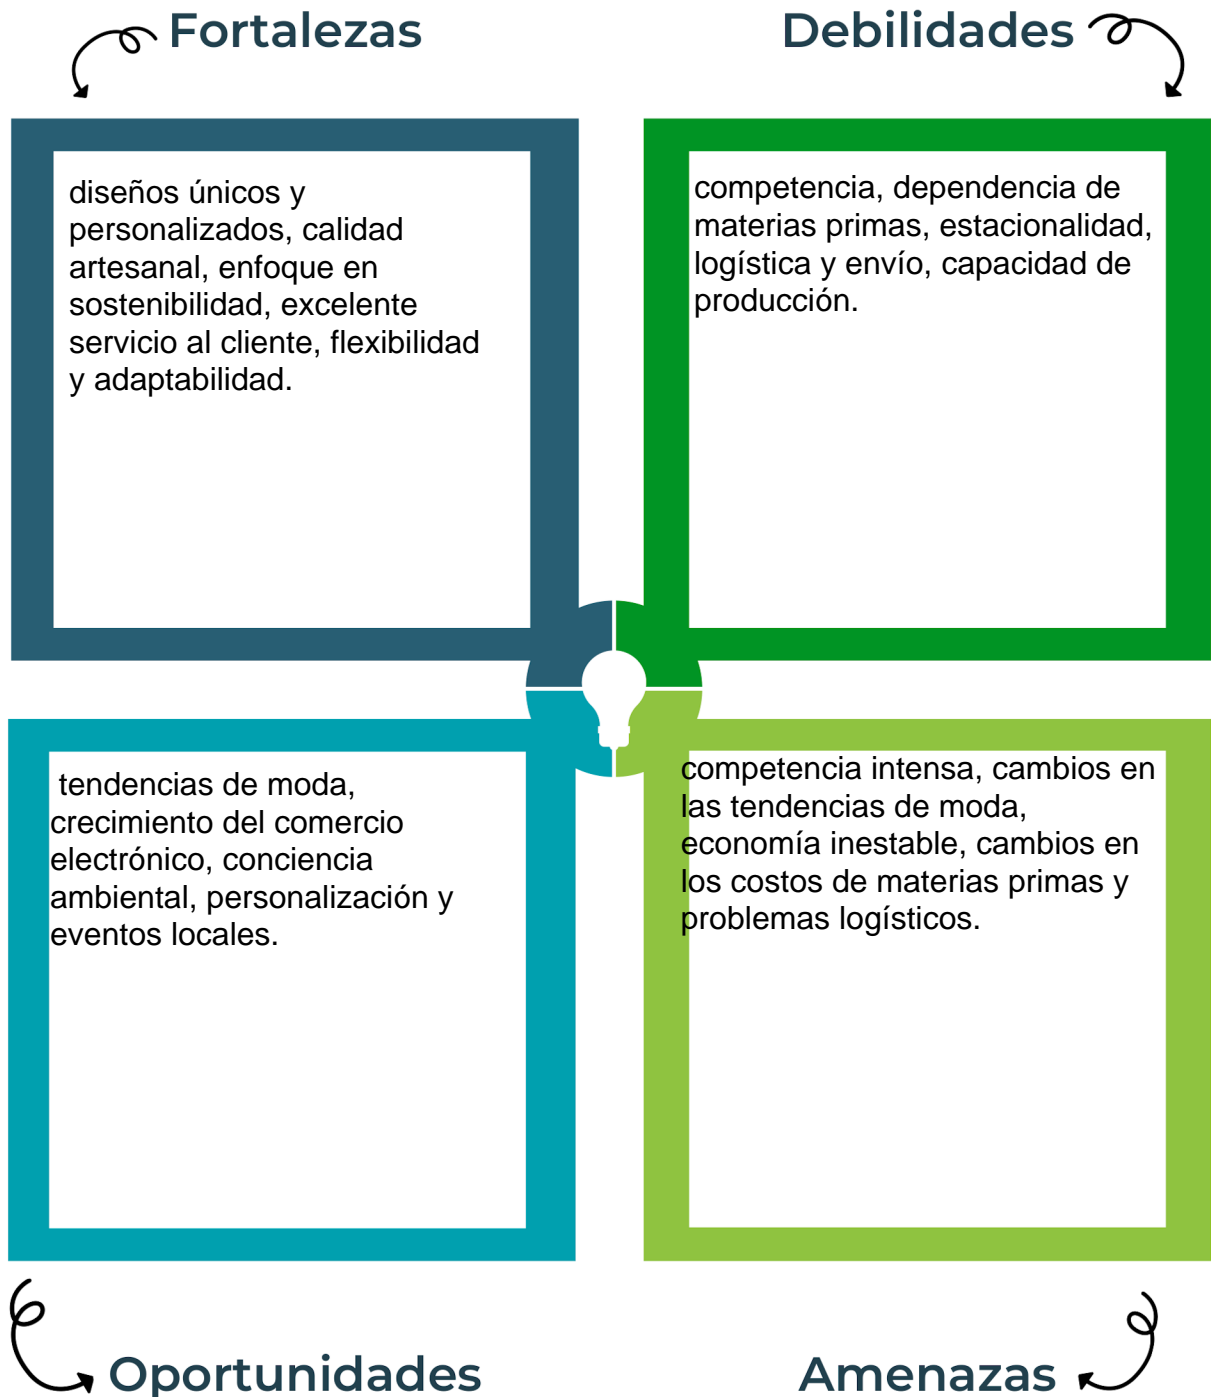 Fortalezas
diseños únicos y
personalizados, calidad
artesanal, enfoque en
sostenibilidad, excelente
servicio al cliente, flexibilidad
y adaptabilidad.
Debilidades
competencia, dependencia de
materias primas, estacionalidad,
logística y envío, capacidad de
producción.
tendencias de moda,
crecimiento del comercio
electrónico, conciencia
ambiental, personalización y
eventos locales.
Oportunidades
competencia intensa, cambios en
las tendencias de moda,
economía inestable, cambios en
los costos de materias primas y
problemas logísticos.
Amenazas